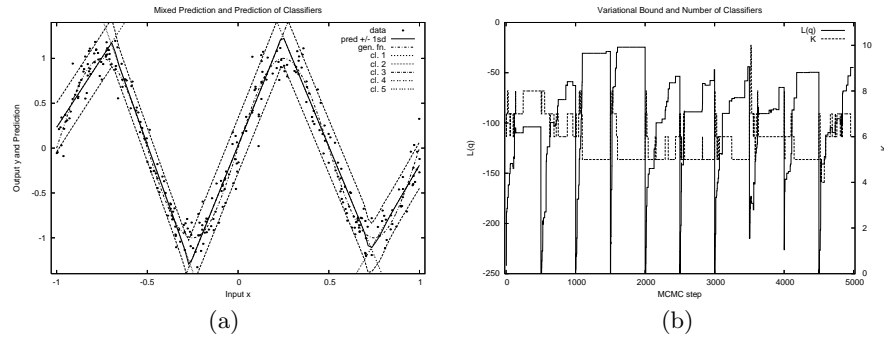 Mixed Prediction and Prediction of Classifiers
data
pred +/- 1sd
gen. fn.
cl. 1
cl. 2
cl. 3
cl. 4
cl. 5
Output y and Prediction
1
0.5
0
-0.5
-1
-1
-0.5
0
0.5
1
Input x
(a)
Variational Bound and Number of Classifiers
L(q)
K
L(q)
0
-50
-100
-150
-200
-250
0
1000
2000
3000
4000
5000
MCMC step
10
8
6
4
2
0
K
(b)